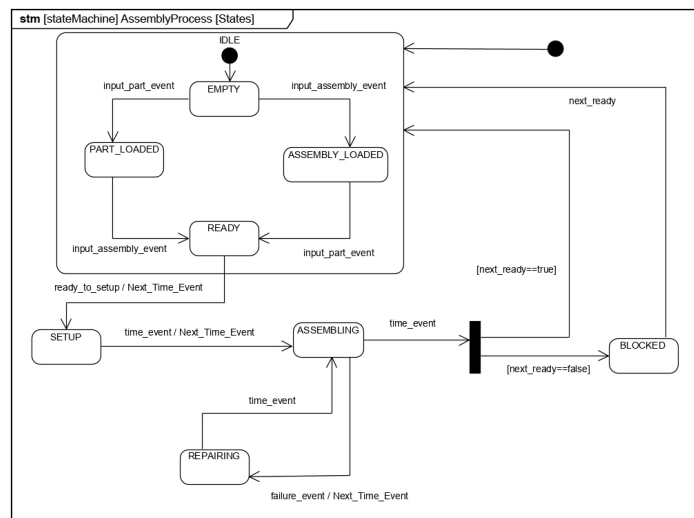 stm [stateMachine] AssemblyProcess [States]
IDLE
EMPTY
input_part_event
input_assembly_event
next_ready
PART_LOADED
ASSEMBLY_LOADED
READY
input_assembly_event
input_part_event
[next_ready==true]
ready_to_setup / Next_Time_Event
SETUP
time_event / Next_Time_Event
ASSEMBLING
time_event
BLOCKED
[next_ready==false]
time_event
REPAIRING
failure_event / Next_Time_Event